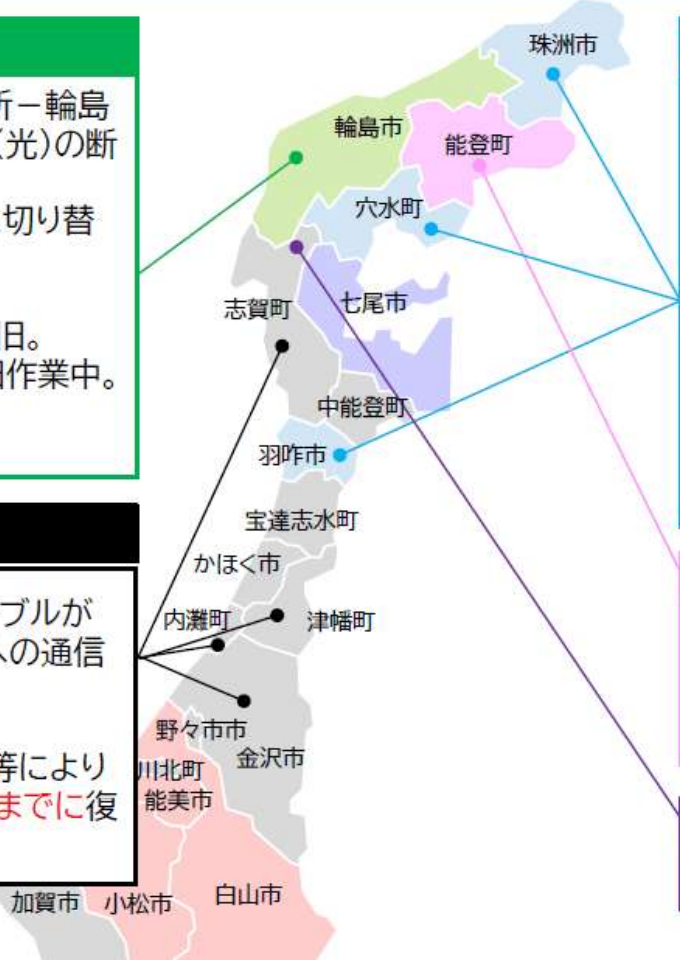 所－輪島
(光)の断
切り替
旧。
旧作業中。
ブルが
への通信
等により
までに復
珠洲市
輪島市
能登町
穴水町
志賀町
七尾市
中能登町
羽咋市
宝達志水町
かほく市
内灘町
津幡町
野々市市
金沢市
川北町
能美市
加賀市
小松市
白山市